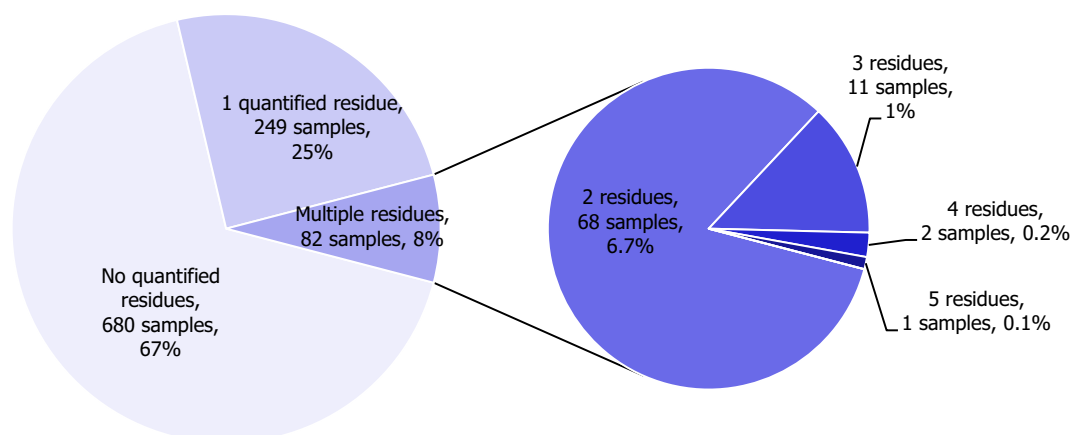 1 quantified residue,
249 samples,
25%
Multiple residues,
82 samples, 8%
No quantified
residues,
680 samples,
67%
2 residues,
68 samples,
6.7%
3 residues,
11 samples,
1%
4 residues,
2 samples, 0.2%
5 residues,
1 samples, 0.1%